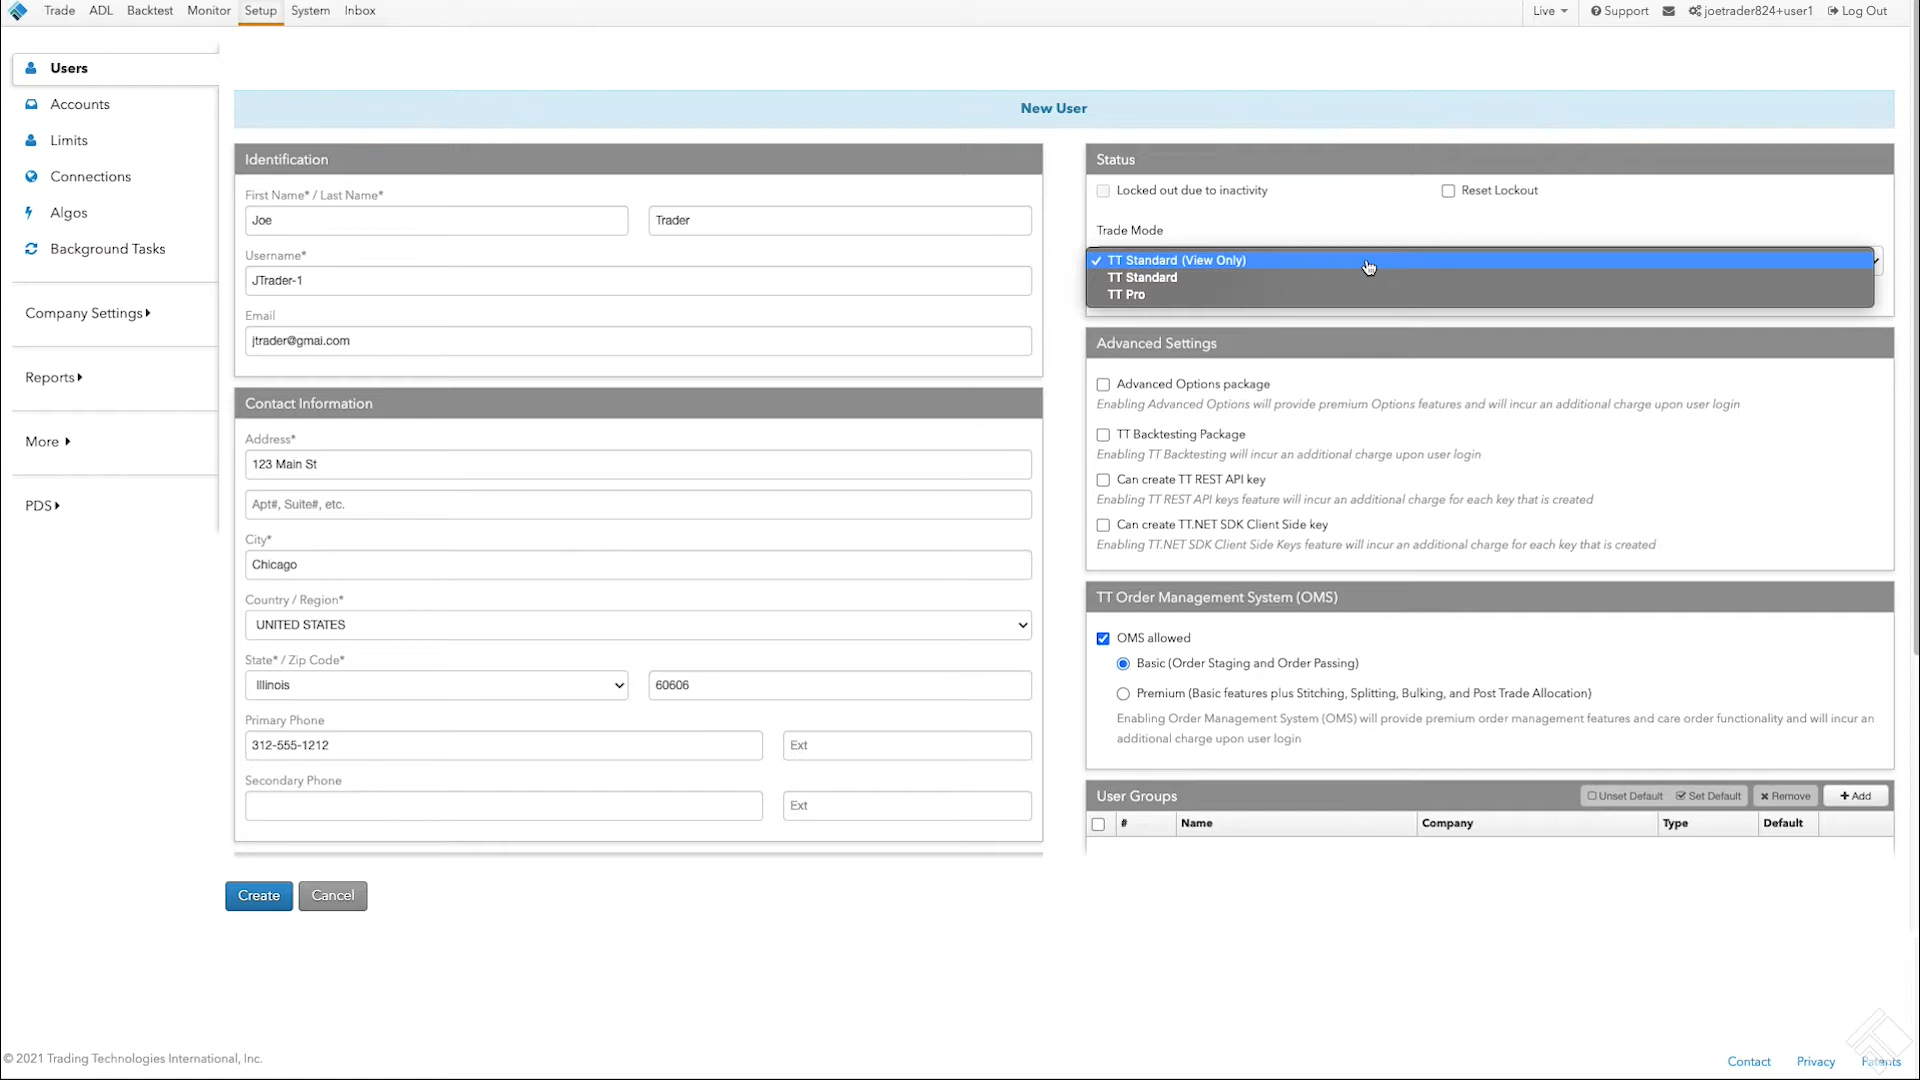 Trade ADL Backtest Monitor Setup System Inbox Live Support joetrader824+user1 Log Out
Users
Accounts
Limits
Connections
Algos
Background Tasks
Company Settings
Reports
More
PDS
New User
Identification
First Name* / Last Name*
Joe Trader
Username*
JTrader-1
Email
jtrader@gmai.com
Contact Information
Address*
123 Main St
Apt#, Suite#, etc.
City*
Chicago
Country / Region*
UNITED STATES
State* / Zip Code*
Illinois 60606
Primary Phone
312-555-1212 Ext
Secondary Phone
Ext
Create Cancel
Status
Locked out due to inactivity Reset Lockout
Trade Mode
TT Standard (View Only)
TT Standard
TT Pro
Advanced Settings
Advanced Options package
Enabling Advanced Options will provide premium Options features and will incur an additional charge upon user login
TT Backtesting Package
Enabling TT Backtesting will incur an additional charge upon user login
Can create TT REST API key
Enabling TT REST API keys feature will incur an additional charge for each key that is created
Can create TT.NET SDK Client Side key
Enabling TT.NET SDK Client Side Keys feature will incur an additional charge for each key that is created
TT Order Management System (OMS)
OMS allowed
Basic (Order Staging and Order Passing)
Premium (Basic features plus Stitching, Splitting, Bulking, and Post Trade Allocation)
Enabling Order Management System (OMS) will provide premium order management features and care order functionality and will incur an
additional charge upon user login
User Groups Unset Default Set Default Remove Add
# Name Company Type Default
© 2021 Trading Technologies International, Inc.
Contact Privacy Patents